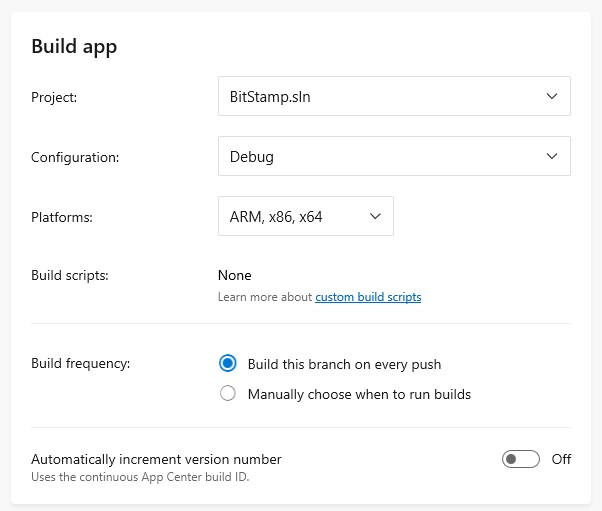 Build app
Project:
BitStamp.sln
Configuration:
Debug
Platforms:
ARM, x86, x64
Build scripts:
None
Learn more about custom build scripts
Build frequency:
Build this branch on every push
Manually choose when to run builds
Automatically increment version number
Off
Uses the continuous App Center build ID.